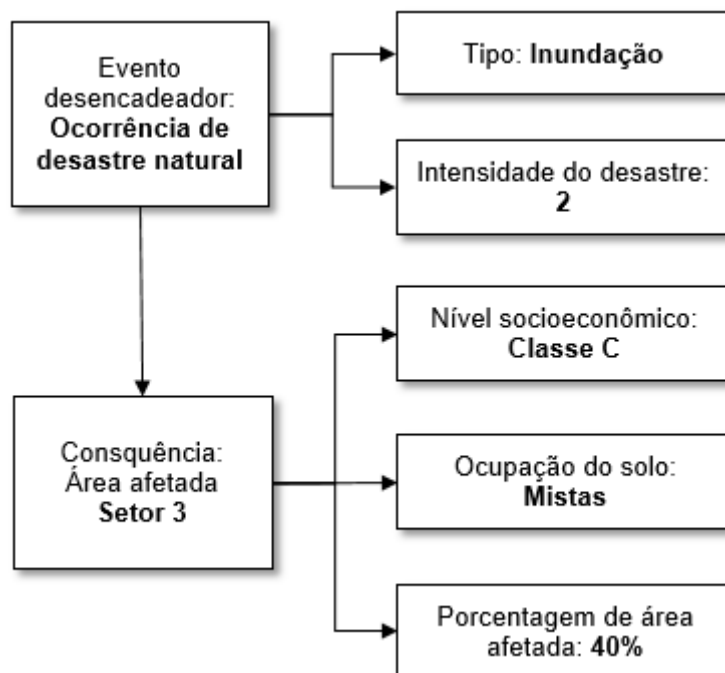 Evento
desencadeador:
Ocorrência de
desastre natural
Tipo: Inundação
Intensidade do desastre:
2
Consquência:
Área afetada
Setor 3
Nível socioeconômico:
Classe C
Ocupação do solo:
Mistas
Porcentagem de área
afetada: 40%